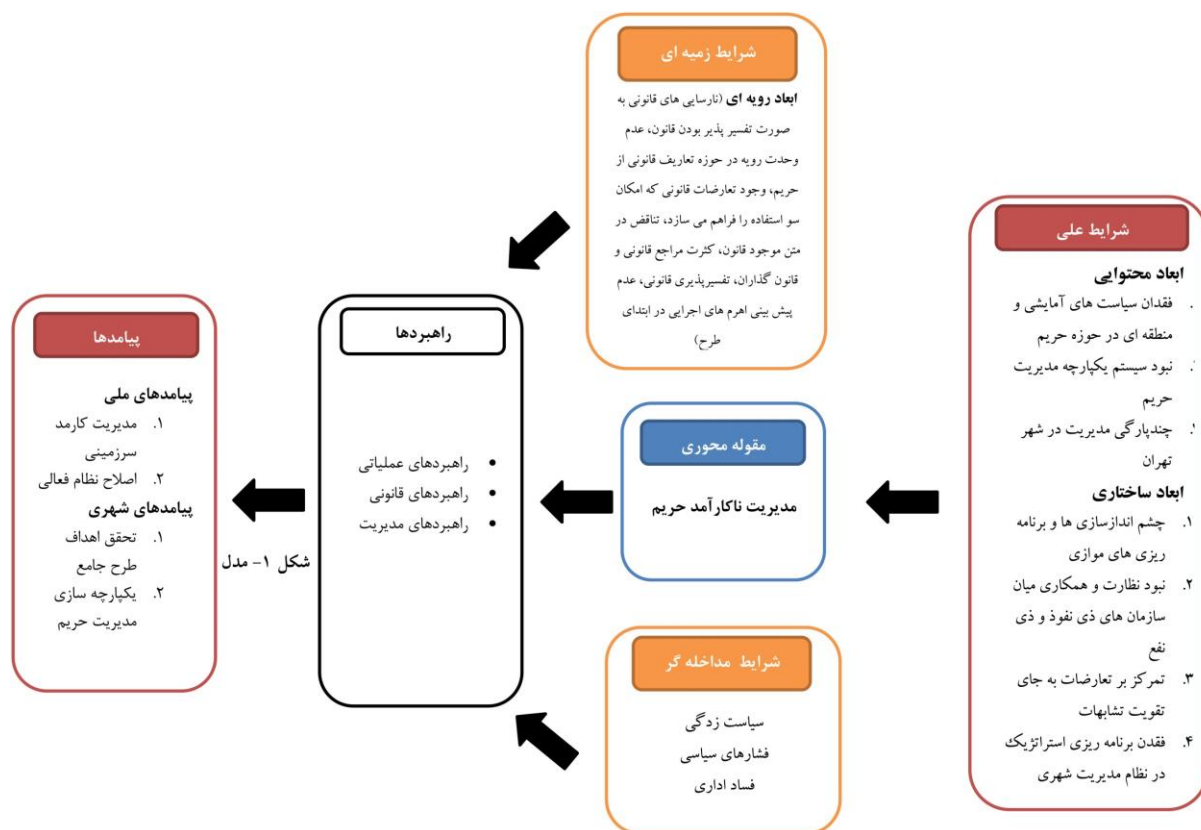 شرایط زمیه ای
ابعاد رویه ای (نارسایی های قانونی به
صورت تفسیر پذیر بودن قانون، عدم
وحدت رویه در حوزه تعاریف قانونی از
حریم، وجود تعارضات قانونی که امکان
سو استفاده را فراهم می سازد، تناقض در
متن موجود قانون، کثرت مراجع قانونی و
قانون گذاران، تفسیرپذیری قانونی، عدم
پیش بینی اهرم های اجرایی در ابتدای
طرح)
شرایط علی
ابعاد محتوایی
فقدان سیاست های آمایشی و
منطقه ای در حوزه حریم
نبود سیستم یکپارچه مدیریت
حریم
چندپارگی مدیریت در شهر
تهران
ابعاد ساختاری
۱. چشم اندازسازی ها و برنامه
ریزی های موازی
۲. نبود نظارت و همکاری میان
سازمان های ذی نفوذ و ذی
نفع
۳. تمرکز بر تعارضات به جای
تقویت تشابهات
۴. فقدن برنامه ریزی استراتژیک
در نظام مدیریت شهری
مقوله محوری
مدیریت ناکارآمد حریم
شرایط مداخله گر
سیاست زدگی
فشارهای سیاسی
فساد اداری
راهبردها
• راهبردهای عملیاتی
• راهبردهای قانونی
• راهبردهای مدیریت
پیامدها
پیامدهای ملی
۱. مدیریت کارمد
سرزمینی
۲. اصلاح نظام فعالی
پیامدهای شهری
۱. تحقق اهداف
طرح جامع
۲. یکپارچه سازی
مدیریت حریم
شکل ۱- مدل